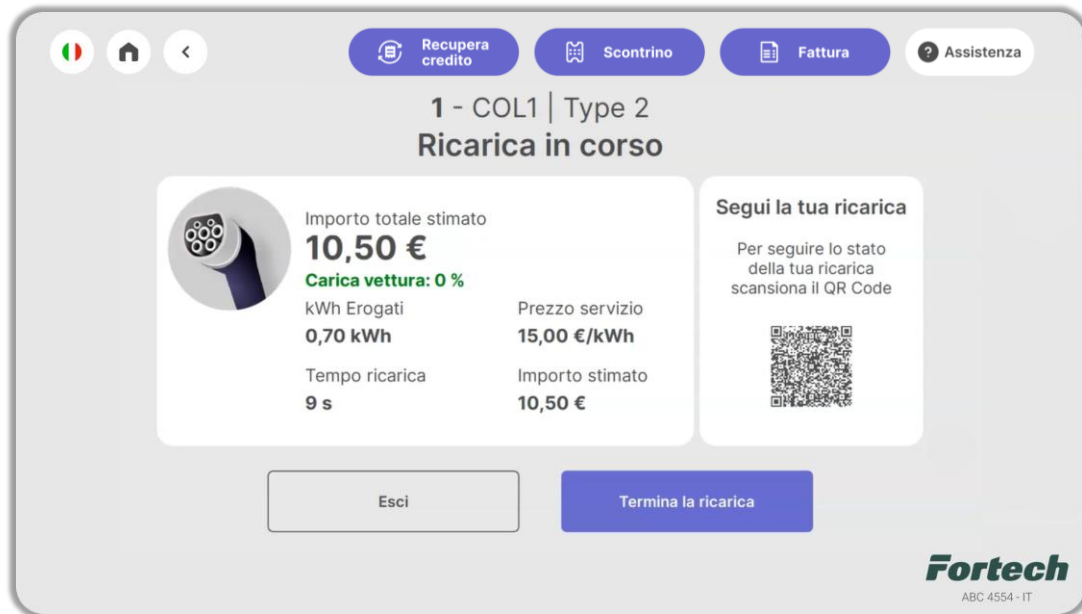 Recupera
credito
Scontrino
Fattura
? Assistenza
1 - COL1 | Type 2
Ricarica in corso
Importo totale stimato
10,50 €
Carica vettura: 0 %
kWh Erogati
0,70 kWh
Prezzo servizio
15,00 €/kWh
Tempo ricarica
9 s
Importo stimato
10,50 €
Segui la tua ricarica
Per seguire lo stato
della tua ricarica
scansiona il QR Code
Esci
Termina la ricarica
Fortech
ABC 4554 - IT